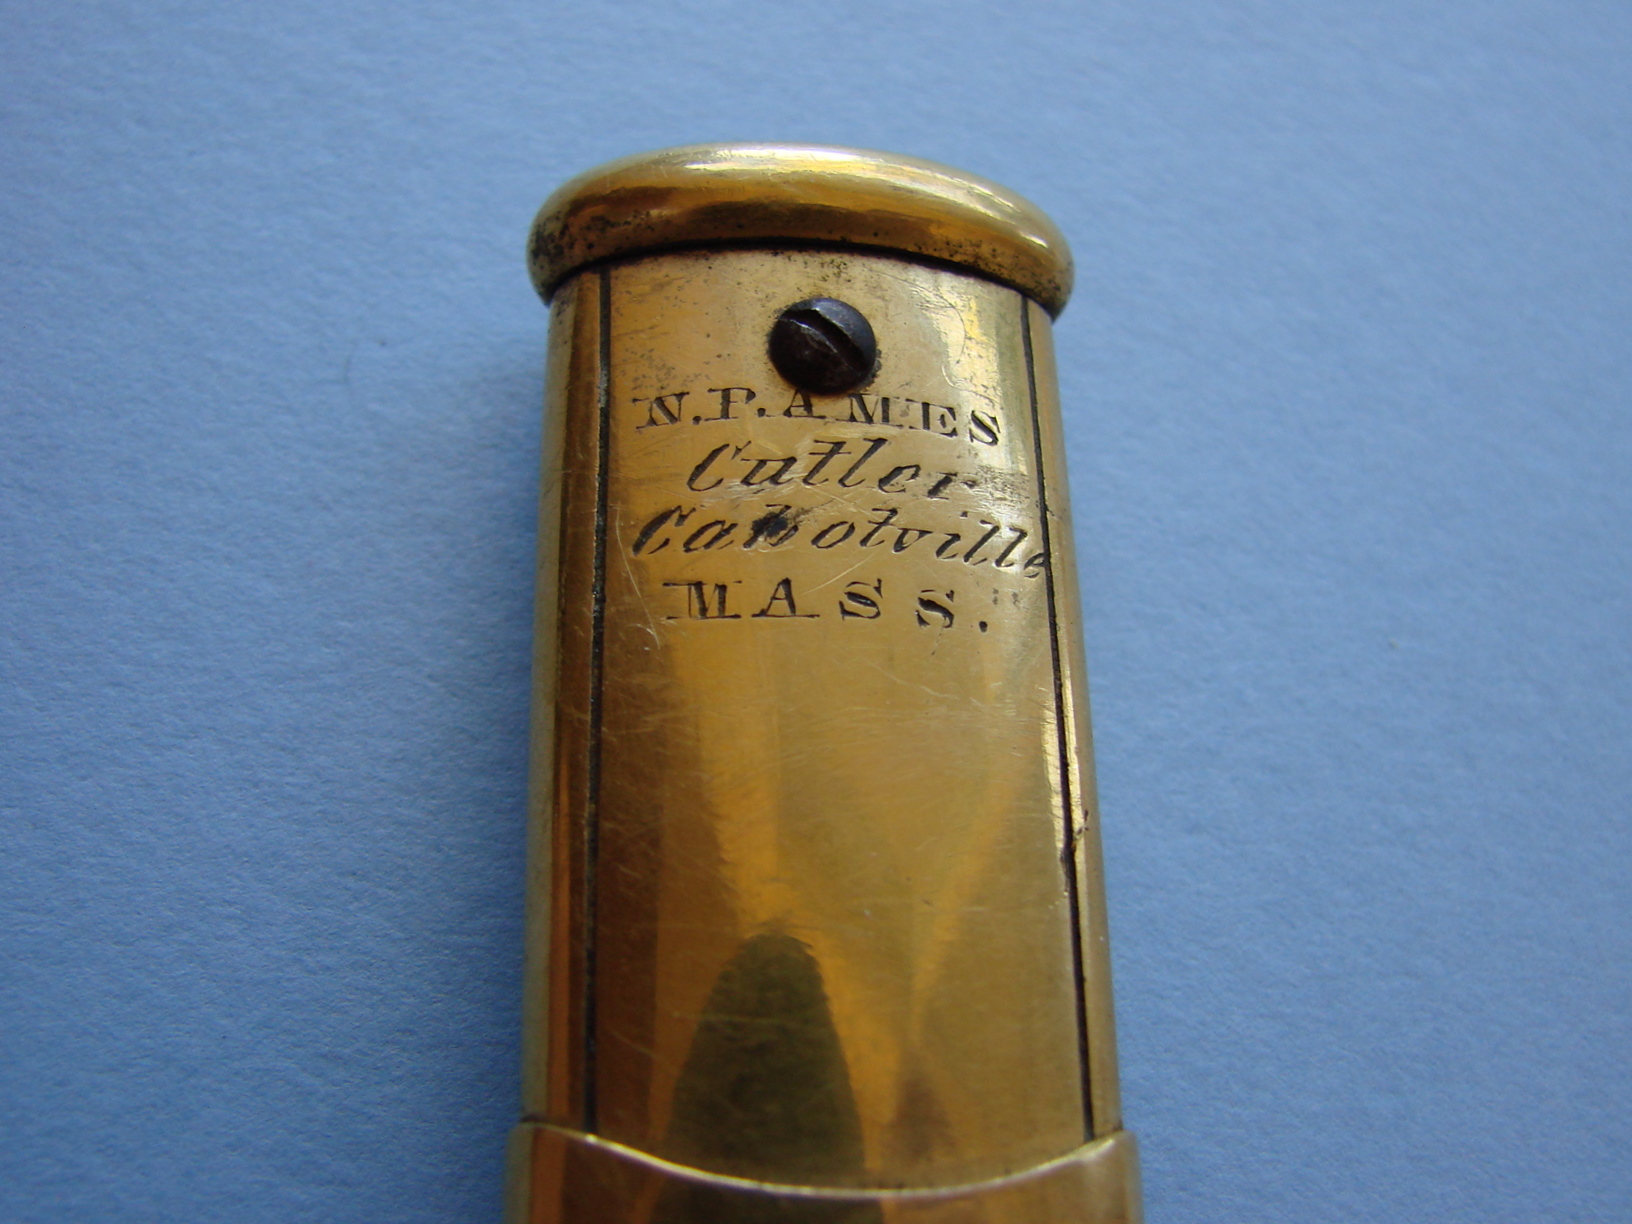 N.P. AMES
Cutler
Cabotville
MASS.